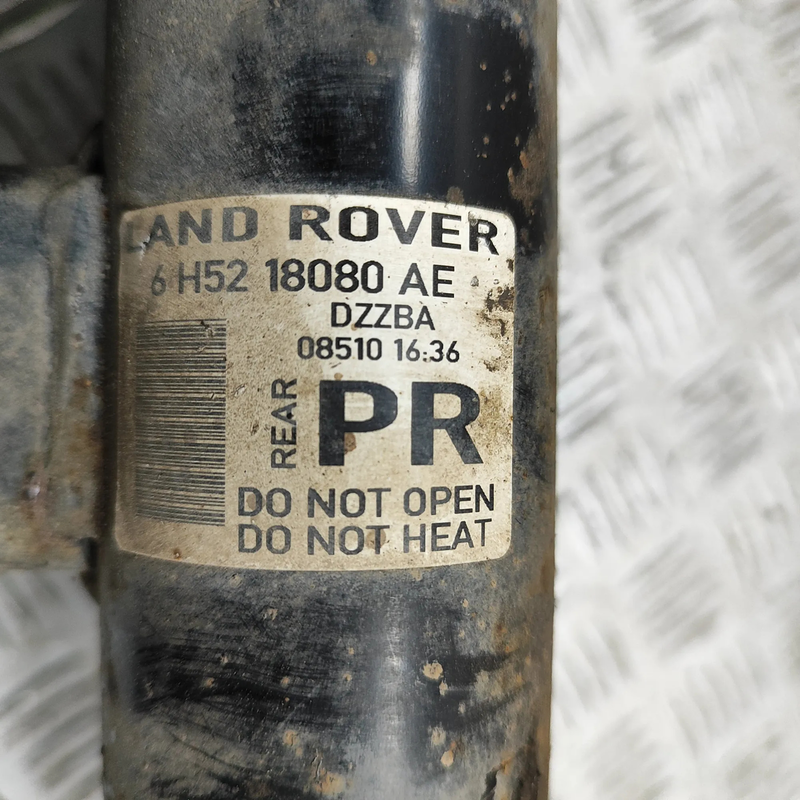 LAND ROVER
6 H52 18080 AE
DZZBA
08510 16:36
REAR
PR
DO NOT OPEN
DO NOT HEAT